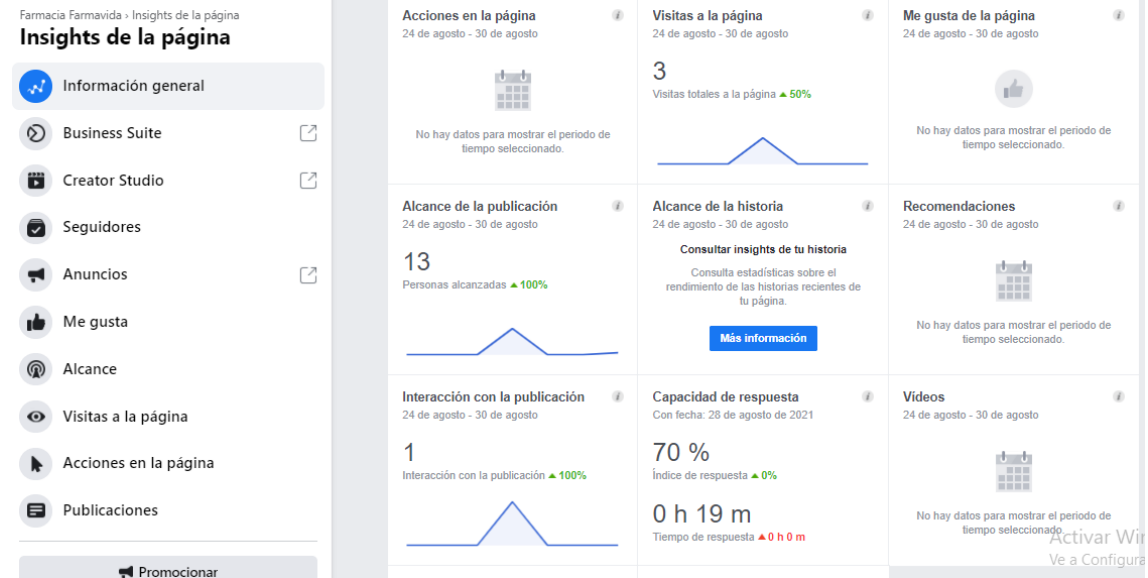 Farmacia Farmavida › Insights de la página
Insights de la página
Información general
Business Suite
Creator Studio
Seguidores
Anuncios
Me gusta
Alcance
Visitas a la página
Acciones en la página
Publicaciones
Promocionar
Acciones en la página
24 de agosto - 30 de agosto
No hay datos para mostrar el periodo de
tiempo seleccionado.
Visitas a la página
24 de agosto - 30 de agosto
3
Visitas totales a la página 50%
Me gusta de la página
24 de agosto - 30 de agosto
No hay datos para mostrar el periodo de
tiempo seleccionado.
Alcance de la publicación
24 de agosto - 30 de agosto
13
Personas alcanzadas 100%
Alcance de la historia
24 de agosto - 30 de agosto
Consultar insights de tu historia
Consulta estadísticas sobre el
rendimiento de las historias recientes de
tu página.
Más información
Recomendaciones
24 de agosto - 30 de agosto
No hay datos para mostrar el periodo de
tiempo seleccionado.
Interacción con la publicación
24 de agosto - 30 de agosto
1
Interacción con la publicación 100%
Capacidad de respuesta
Con fecha: 28 de agosto de 2021
70 %
Índice de respuesta 0%
0 h 19 m
Tiempo de respuesta 0 h 0 m
Vídeos
24 de agosto - 30 de agosto
No hay datos para mostrar el periodo de
tiempo seleccionado.
Activar Win
Ve a Configura